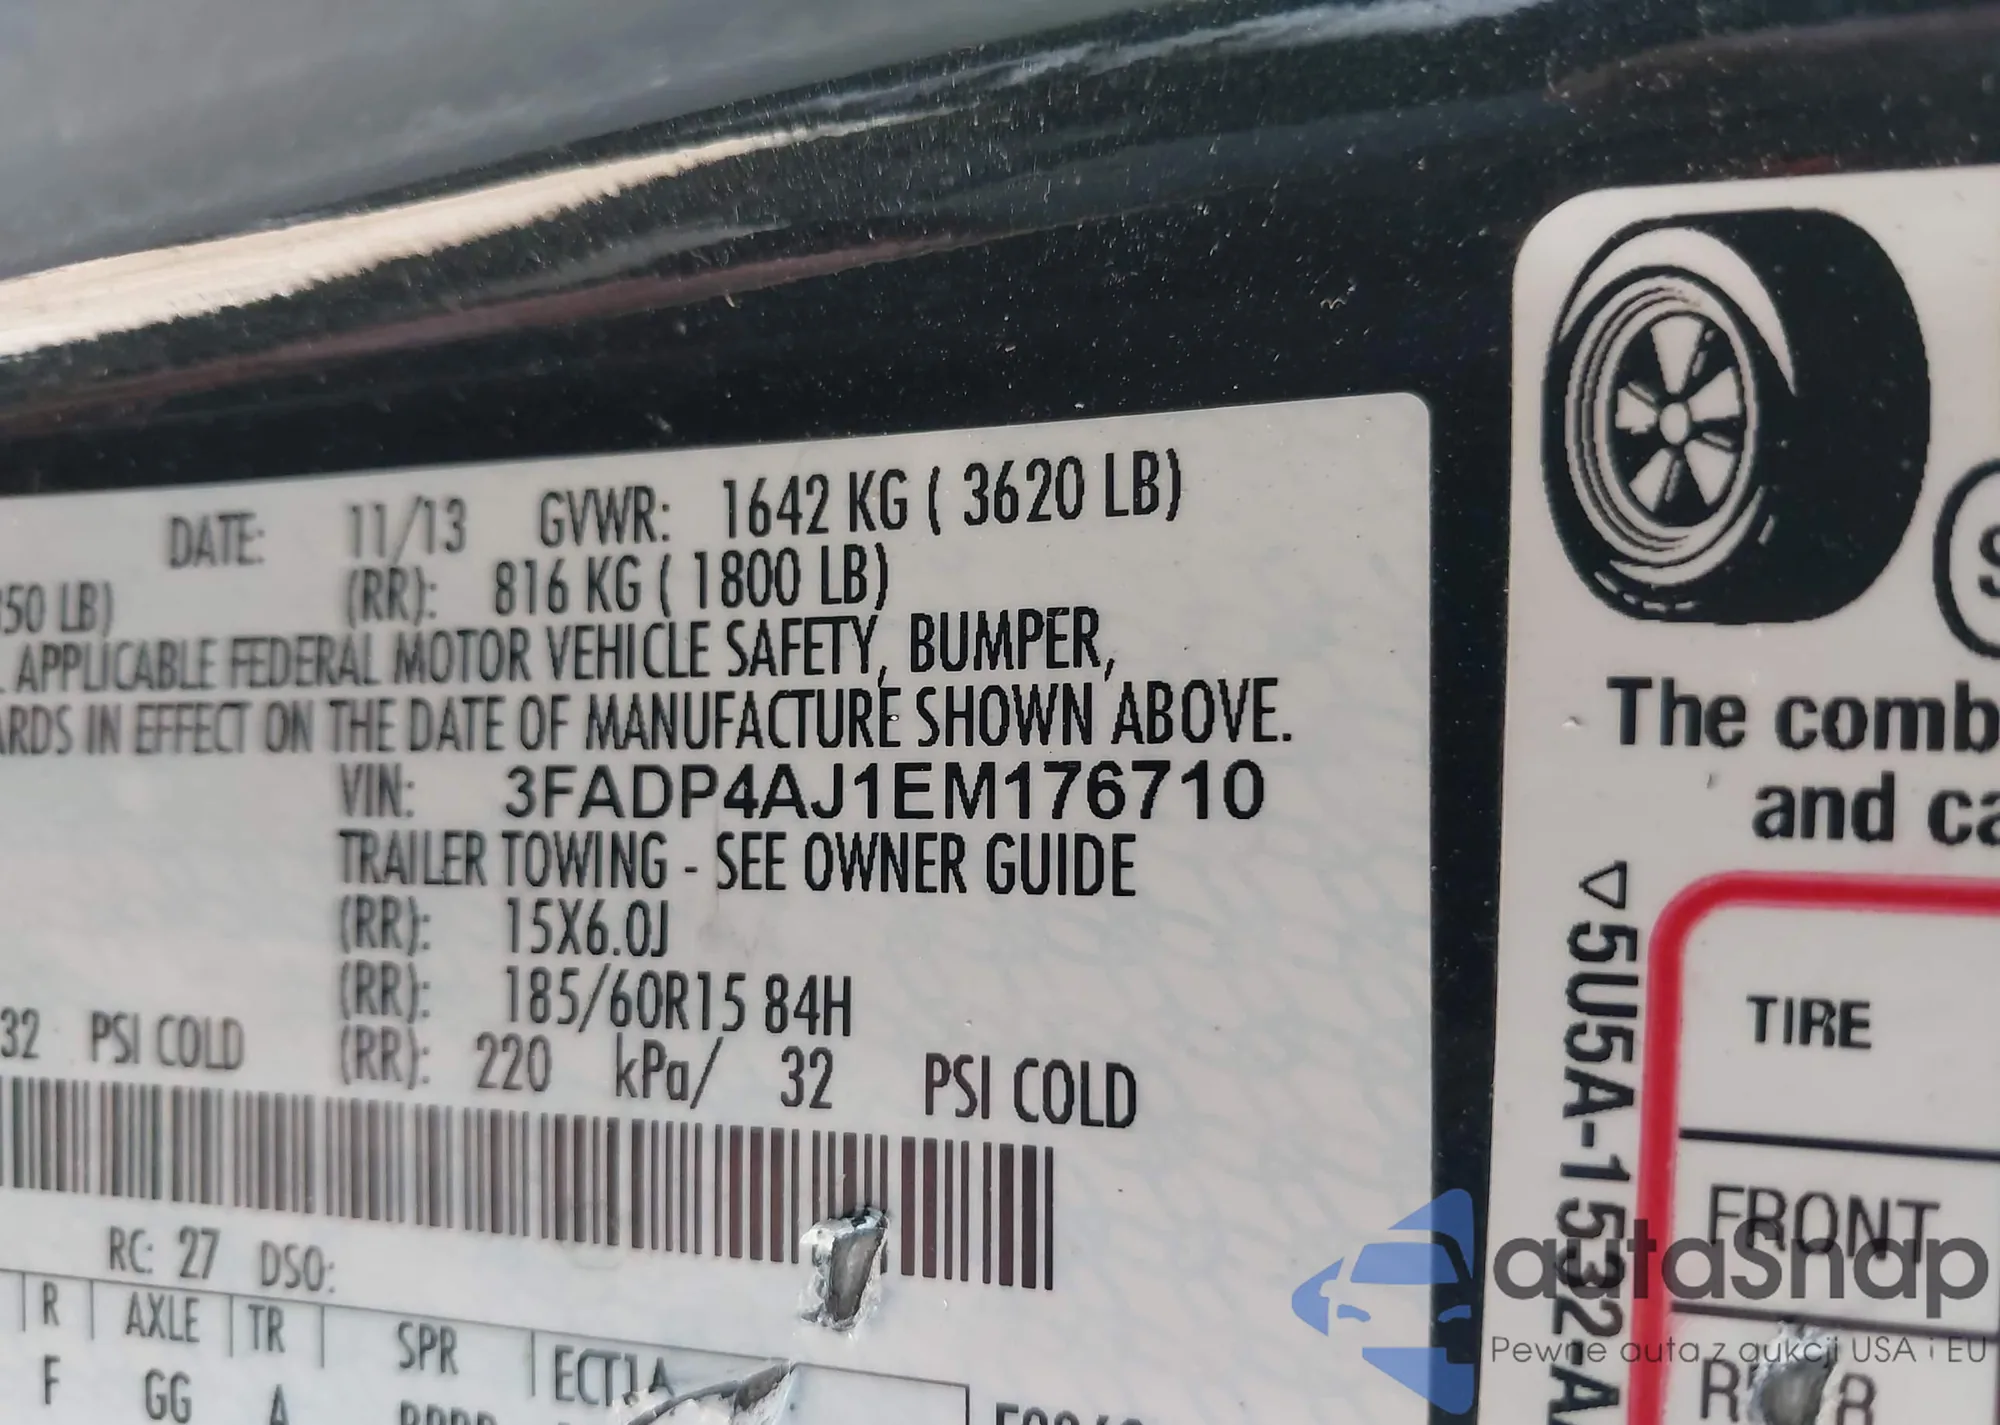 DATE: 11/13 GVWR: 1642 KG ( 3620 LB)
50 LB) (RR): 816 KG ( 1800 LB)
APPLICABLE FEDERAL MOTOR VEHICLE SAFETY, BUMPER,
ARDS IN EFFECT ON THE DATE OF MANUFACTURE SHOWN ABOVE.
VIN: 3FADP4AJ1EM176710
TRAILER TOWING - SEE OWNER GUIDE
(RR): 15X6.0J
(RR): 185/60R15 84H
32 PSI COLD (RR): 220 kPa/ 32 PSI COLD
RC: 27 DSO:
R AXLE TR SPR
F GG A
The comb
and ca
5U5A-1532-A
TIRE
FRONT
autoSnap
Pewne auta z aukcji USA i EU